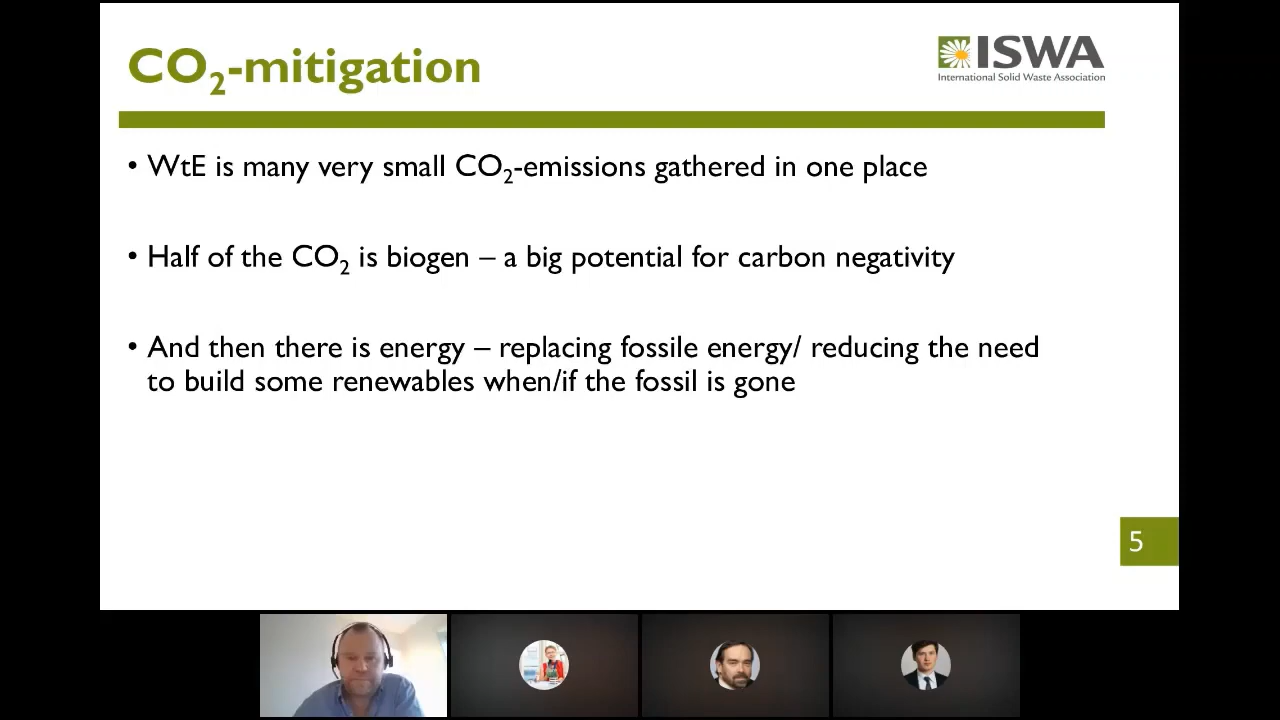 CO₂-mitigation
ISWA
International Solid Waste Association
• WtE is many very small CO₂-emissions gathered in one place
• Half of the CO₂ is biogen – a big potential for carbon negativity
• And then there is energy – replacing fossile energy/ reducing the need
to build some renewables when/if the fossil is gone
5